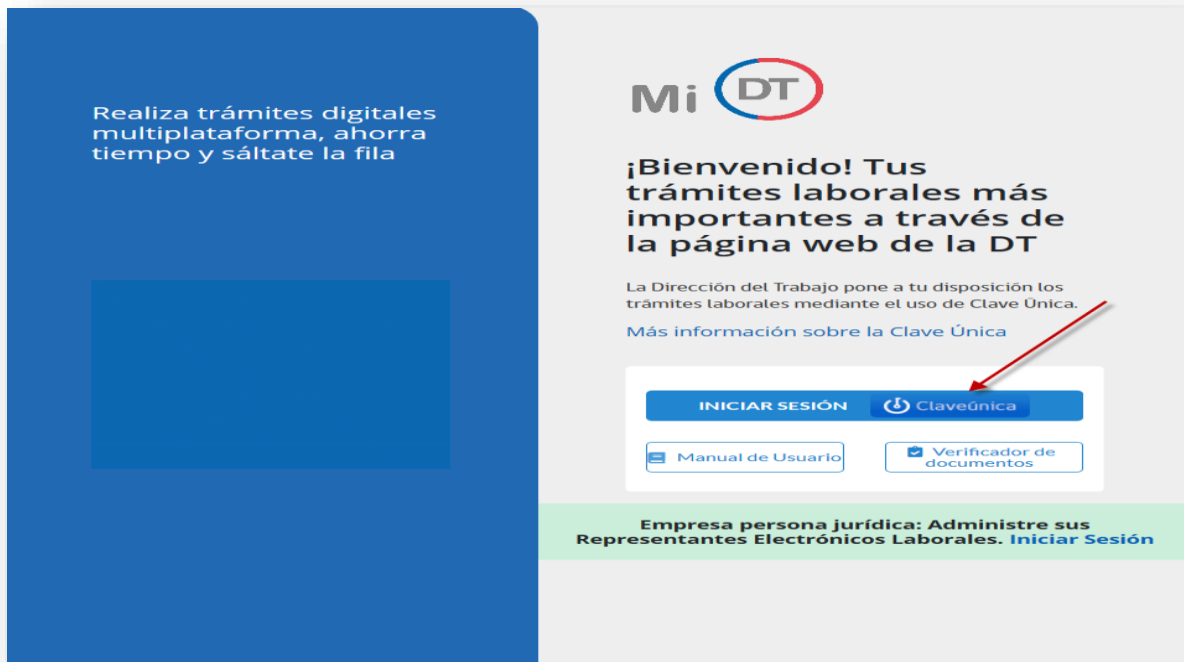 Realiza trámites digitales
multiplataforma, ahorra
tiempo y sáltate la fila
Mi DT
¡Bienvenido! Tus
trámites laborales más
importantes a través de
la página web de la DT
La Dirección del Trabajo pone a tu disposición los
trámites laborales mediante el uso de Clave Única.
Más información sobre la Clave Única
INICIAR SESIÓN Claveúnica
Manual de Usuario
Verificador de
documentos
Empresa persona jurídica: Administre sus
Representantes Electrónicos Laborales. Iniciar Sesión